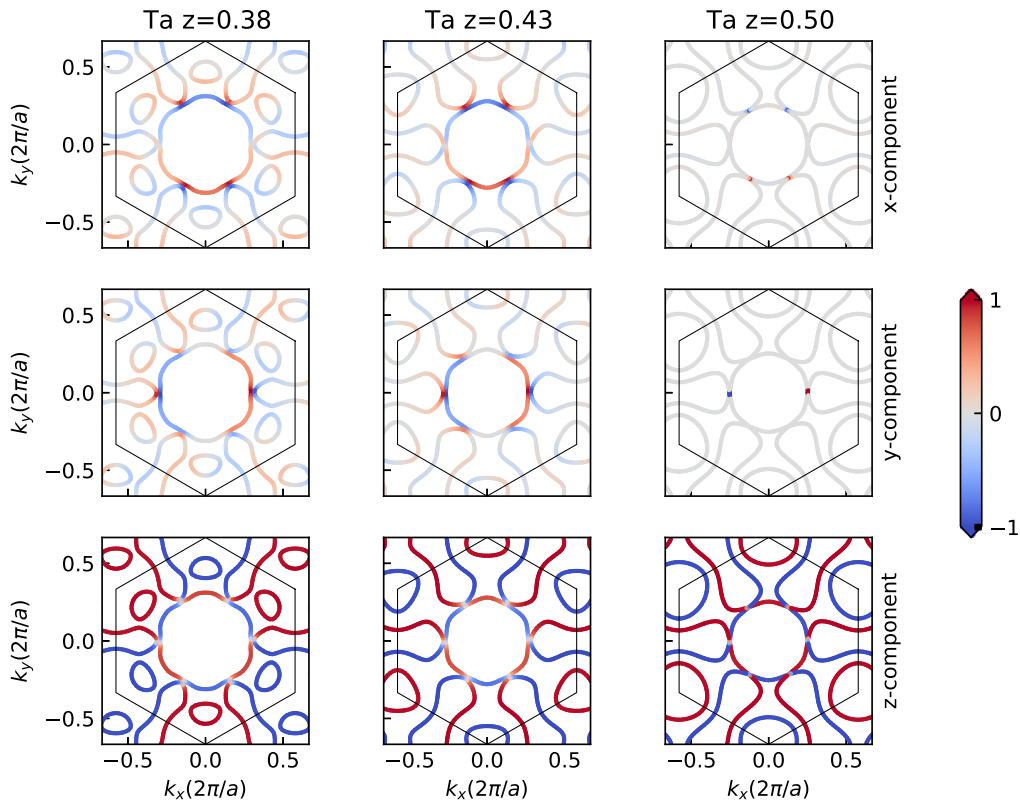 Ta z=0.38
Ta z=0.43
Ta z=0.50
0.5
0.0
−0.5
k_y(2π/a)
x-component
0.5
0.0
−0.5
k_y(2π/a)
y-component
1
0
−1
0.5
0.0
−0.5
k_y(2π/a)
z-component
−0.5 0.0 0.5
−0.5 0.0 0.5
−0.5 0.0 0.5
k_x(2π/a)
k_x(2π/a)
k_x(2π/a)